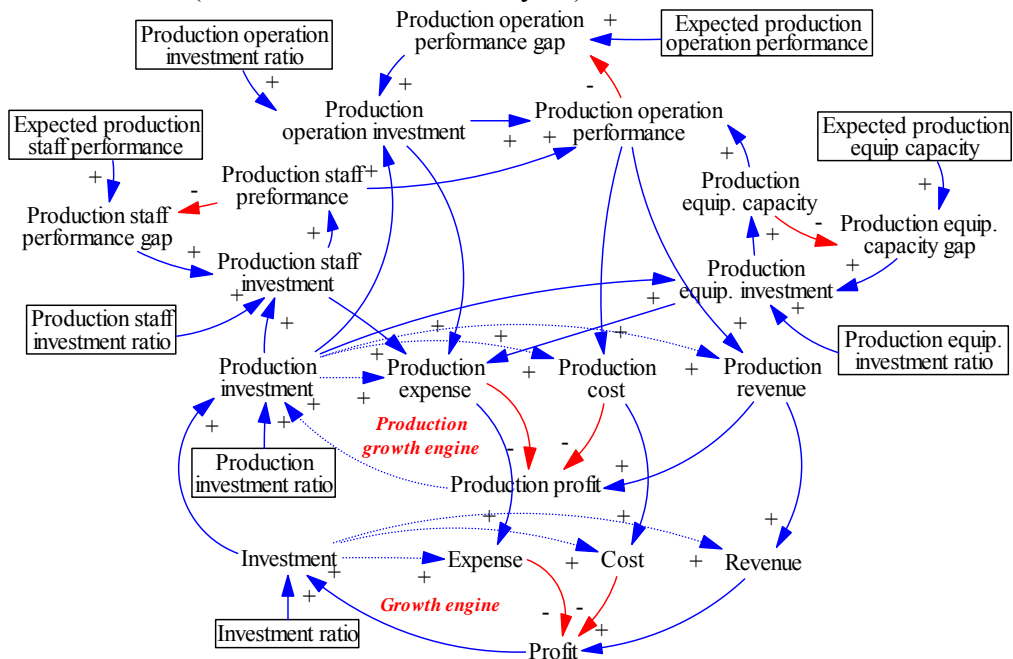 Production operation
performance gap
Expected production
operation performance
Production operation
investment ratio
Production
operation investment
Production operation
performance
Expected production
staff performance
Expected production
equip capacity
Production staff
preformance
Production
equip. capacity
Production staff
performance gap
Production equip.
capacity gap
Production staff
investment
Production
equip. investment
Production staff
investment ratio
Production equip.
investment ratio
Production
investment
Production
expense
Production
cost
Production
revenue
Production
growth engine
Production
investment ratio
Production profit
Investment
Expense
Cost
Revenue
Growth engine
Investment ratio
Profit